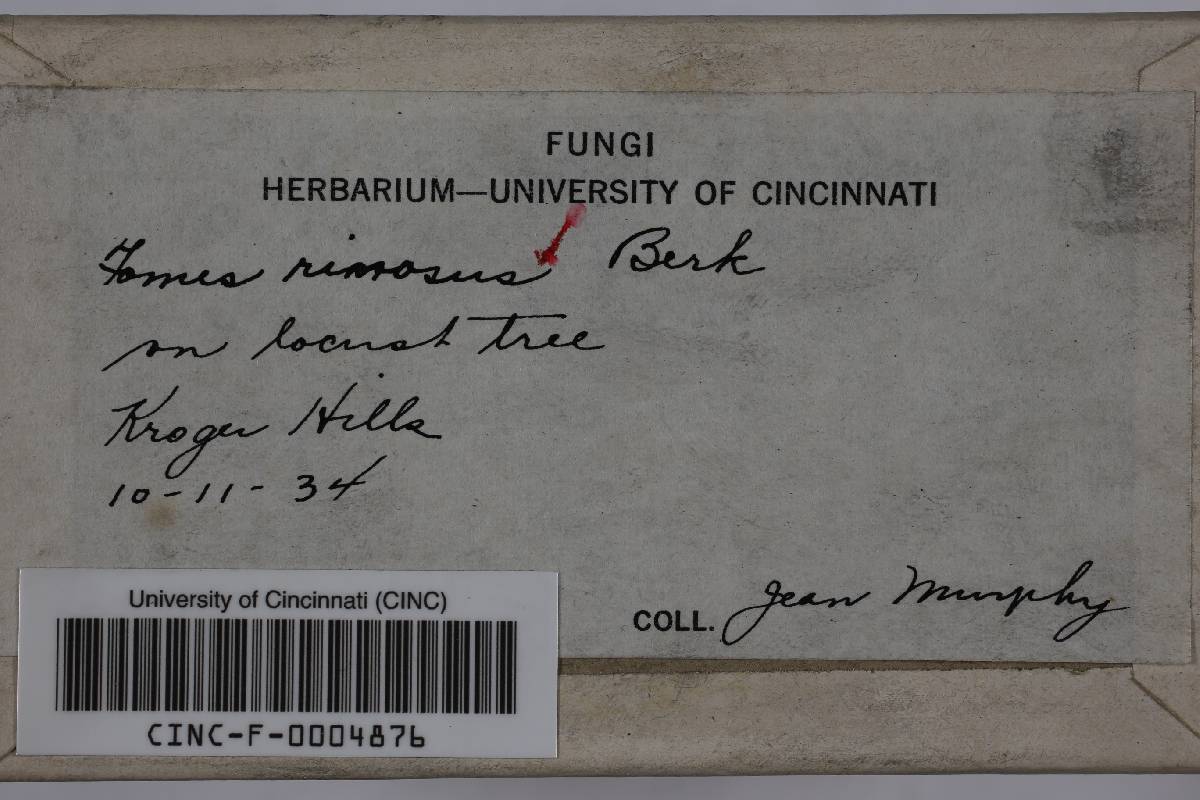 FUNGI
HERBARIUM—UNIVERSITY OF CINCINNATI
Fomes rimosus Berk
on locust tree
Kroger Hills
10-11-34
COLL. Jean Murphy
University of Cincinnati (CINC)
CINC-F-0004876